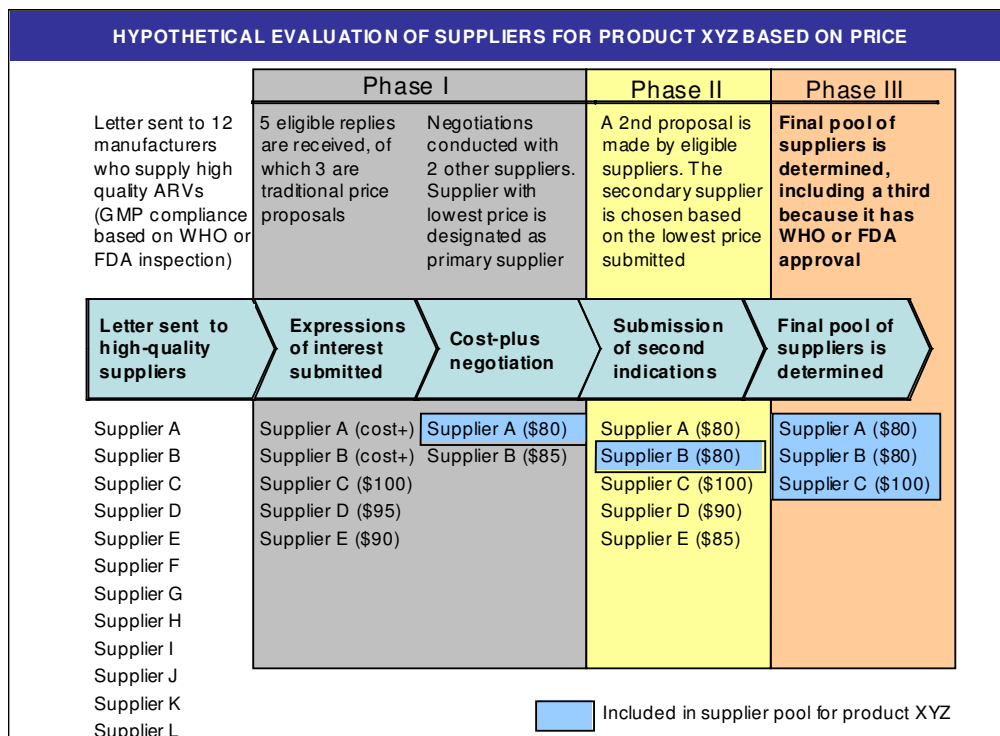 HYPOTHETICAL EVALUATION OF SUPPLIERS FOR PRODUCT XYZ BASED ON PRICE
Phase I
Phase II
Phase III
Letter sent to 12
manufacturers
who supply high
quality ARVs
(GMP compliance
based on WHO or
FDA inspection)
5 eligible replies
are received, of
which 3 are
traditional price
proposals
Negotiations
conducted with
2 other suppliers.
Supplier with
lowest price is
designated as
primary supplier
A 2nd proposal is
made by eligible
suppliers. The
secondary supplier
is chosen based
on the lowest price
submitted
Final pool of
suppliers is
determined,
including a third
because it has
WHO or FDA
approval
Letter sent to
high-quality
suppliers
Expressions
of interest
submitted
Cost-plus
negotiation
Submission
of second
indications
Final pool of
suppliers is
determined
Supplier A
Supplier B
Supplier C
Supplier D
Supplier E
Supplier F
Supplier G
Supplier H
Supplier I
Supplier J
Supplier K
Supplier L
Supplier A (cost+)
Supplier B (cost+)
Supplier C ($100)
Supplier D ($95)
Supplier E ($90)
Supplier A ($80)
Supplier B ($85)
Supplier A ($80)
Supplier B ($80)
Supplier C ($100)
Supplier D ($90)
Supplier E ($85)
Supplier A ($80)
Supplier B ($80)
Supplier C ($100)
Included in supplier pool for product XYZ